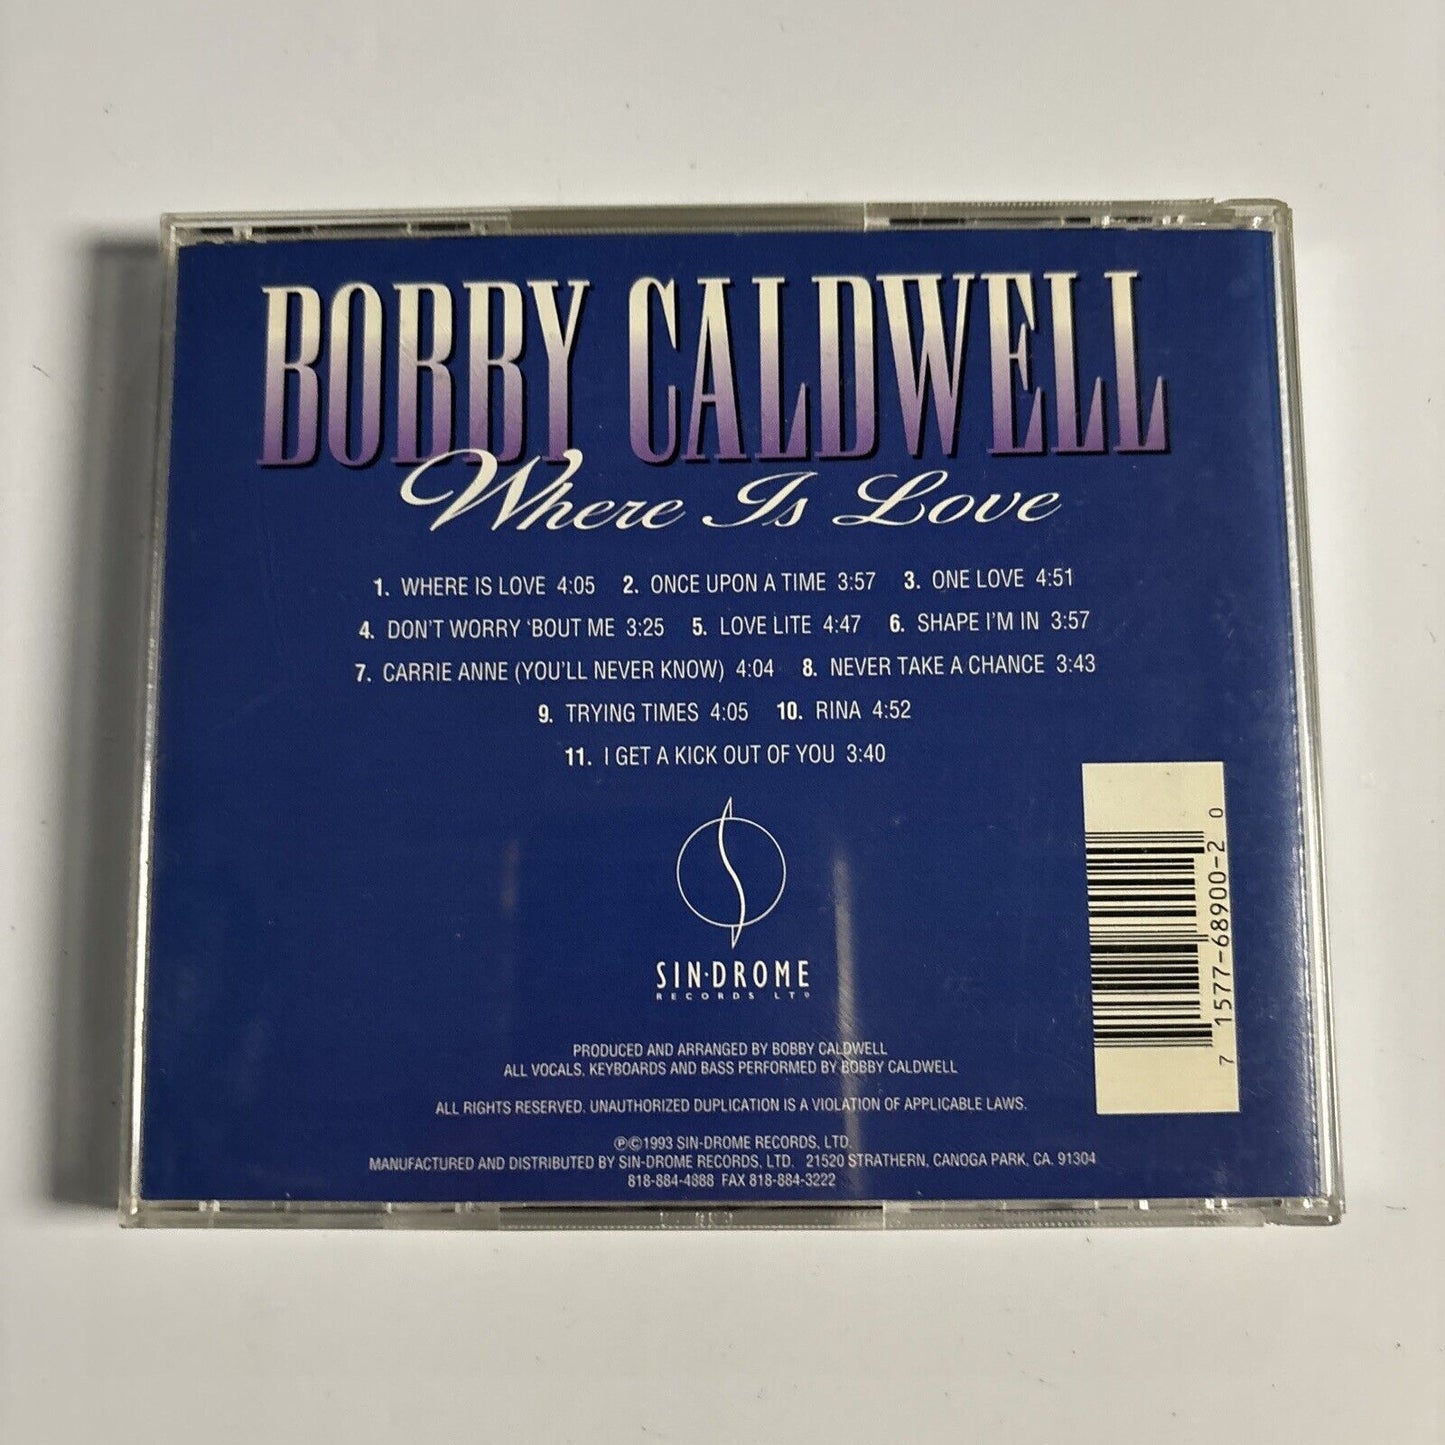 BOBBY CALDWELL
Where Is Love
1. WHERE IS LOVE 4:05 2. ONCE UPON A TIME 3:57 3. ONE LOVE 4:51
4. DON'T WORRY 'BOUT ME 3:25 5. LOVE LITE 4:47 6. SHAPE I'M IN 3:57
7. CARRIE ANNE (YOU'LL NEVER KNOW) 4:04 8. NEVER TAKE A CHANCE 3:43
9. TRYING TIMES 4:05 10. RINA 4:52
11. I GET A KICK OUT OF YOU 3:40
SIN·DROME
RECORDS LTD
PRODUCED AND ARRANGED BY BOBBY CALDWELL
ALL VOCALS, KEYBOARDS AND BASS PERFORMED BY BOBBY CALDWELL
ALL RIGHTS RESERVED. UNAUTHORIZED DUPLICATION IS A VIOLATION OF APPLICABLE LAWS.
℗©1993 SIN-DROME RECORDS, LTD.
MANUFACTURED AND DISTRIBUTED BY SIN-DROME RECORDS, LTD. 21520 STRATHERN, CANOGA PARK, CA. 91304
818-884-4888 FAX 818-884-3222
7 1577-68900-2 0